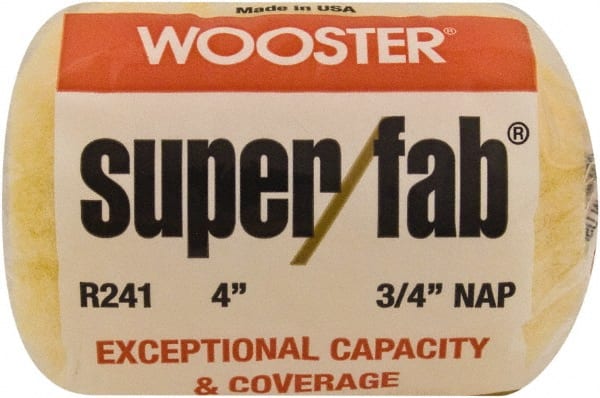 Made in USA
WOOSTER®
super/fab®
R241 4” 3/4” NAP
EXCEPTIONAL CAPACITY
& COVERAGE